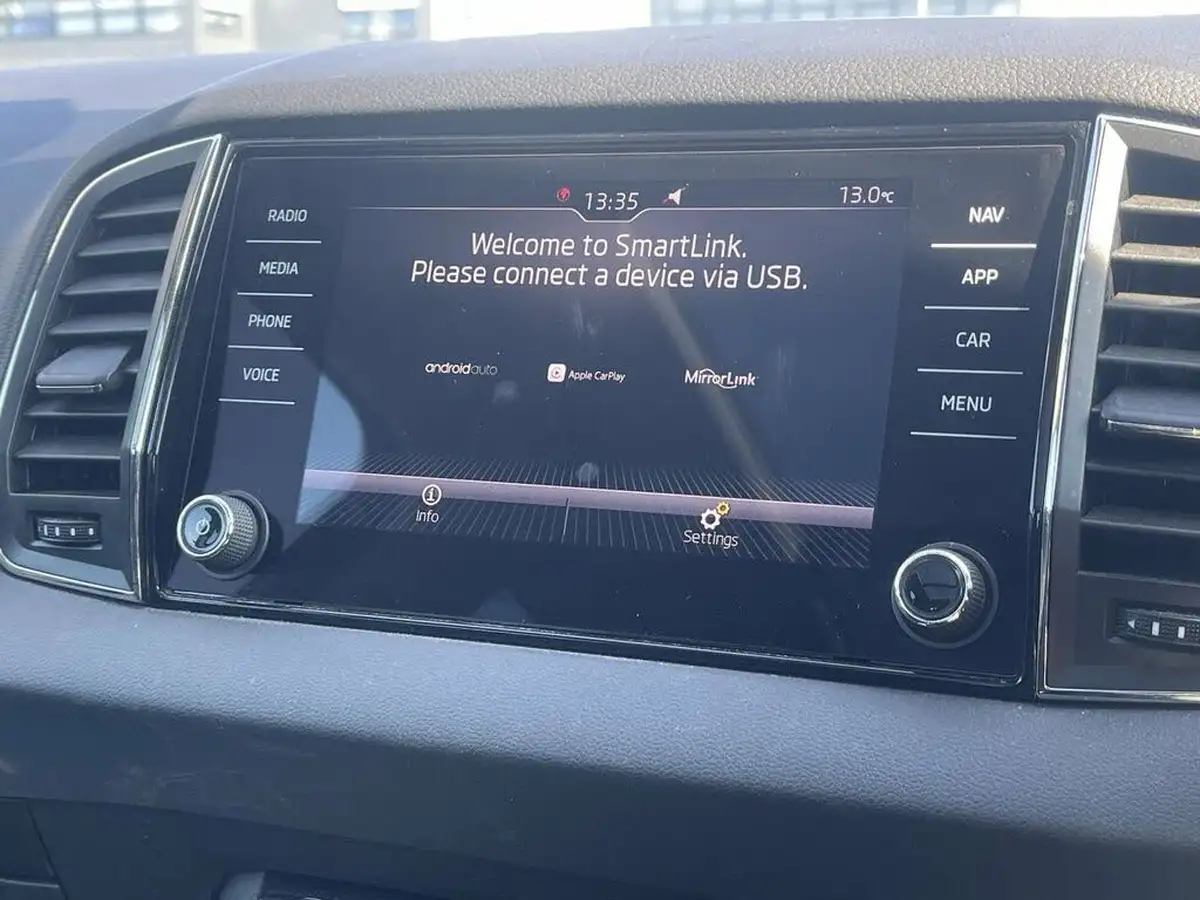 13:35
13.0°C
RADIO
MEDIA
PHONE
VOICE
Welcome to SmartLink.
Please connect a device via USB.
androidauto
Apple CarPlay
MirrorLink
Info
Settings
NAV
APP
CAR
MENU